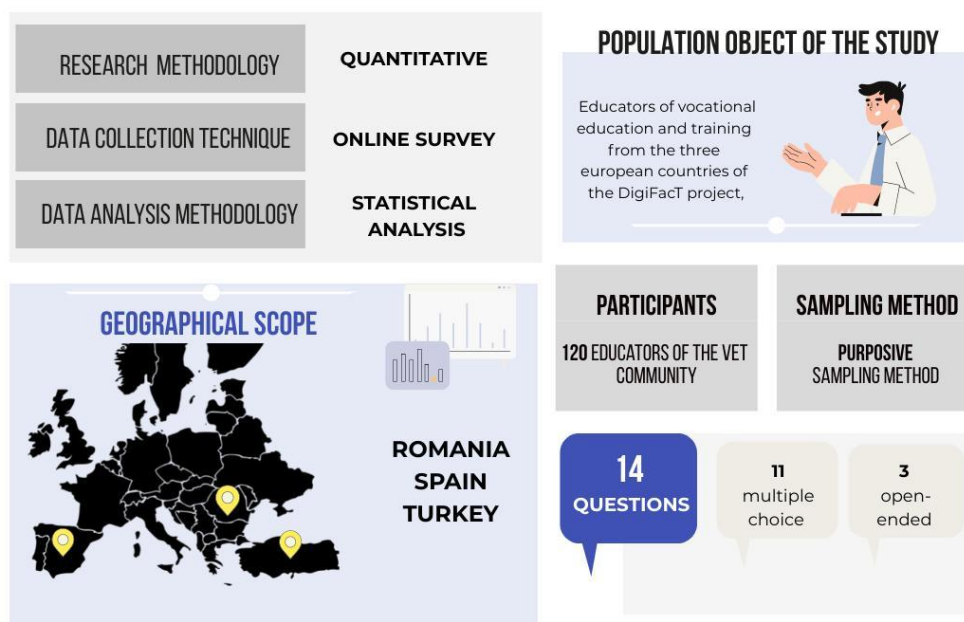 RESEARCH METHODOLOGY
QUANTITATIVE
DATA COLLECTION TECHNIQUE
ONLINE SURVEY
DATA ANALYSIS METHODOLOGY
STATISTICAL
ANALYSIS
POPULATION OBJECT OF THE STUDY
Educators of vocational
education and training
from the three
european countries of
the DigiFacT project,
GEOGRAPHICAL SCOPE
ROMANIA
SPAIN
TURKEY
PARTICIPANTS
120 EDUCATORS OF THE VET
COMMUNITY
SAMPLING METHOD
PURPOSIVE
SAMPLING METHOD
14
QUESTIONS
11
multiple
choice
3
open-
ended